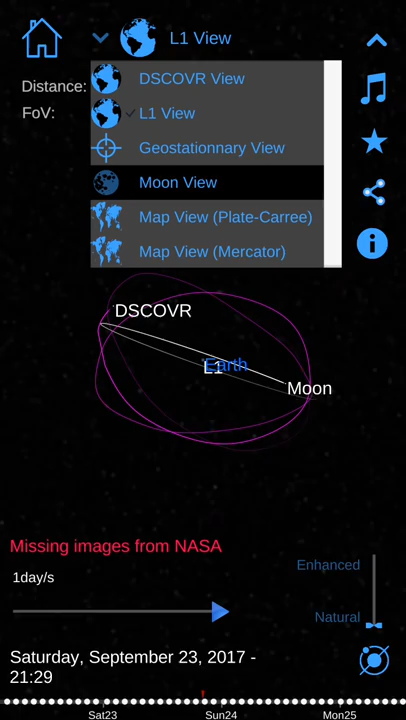 L1 View
Distance:
FoV:
DSCOVR View
L1 View
Geostationnary View
Moon View
Map View (Plate-Carree)
Map View (Mercator)
DSCOVR
L1
Earth
Moon
Missing images from NASA
1day/s
Enhanced
Natural
Saturday, September 23, 2017 -
21:29
Sat23 Sun24 Mon25